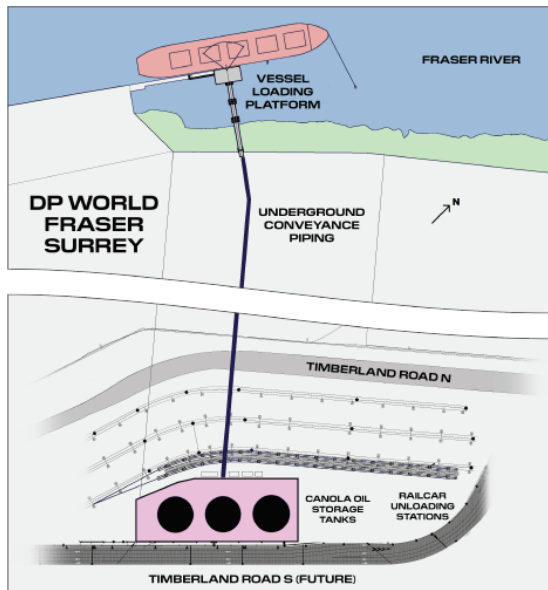 FRASER RIVER
VESSEL
LOADING
PLATFORM
DP WORLD
FRASER
SURREY
UNDERGROUND
CONVEYANCE
PIPING
N
TIMBERLAND ROAD N
CANOLA OIL
STORAGE
TANKS
RAILCAR
UNLOADING
STATIONS
TIMBERLAND ROAD S (FUTURE)